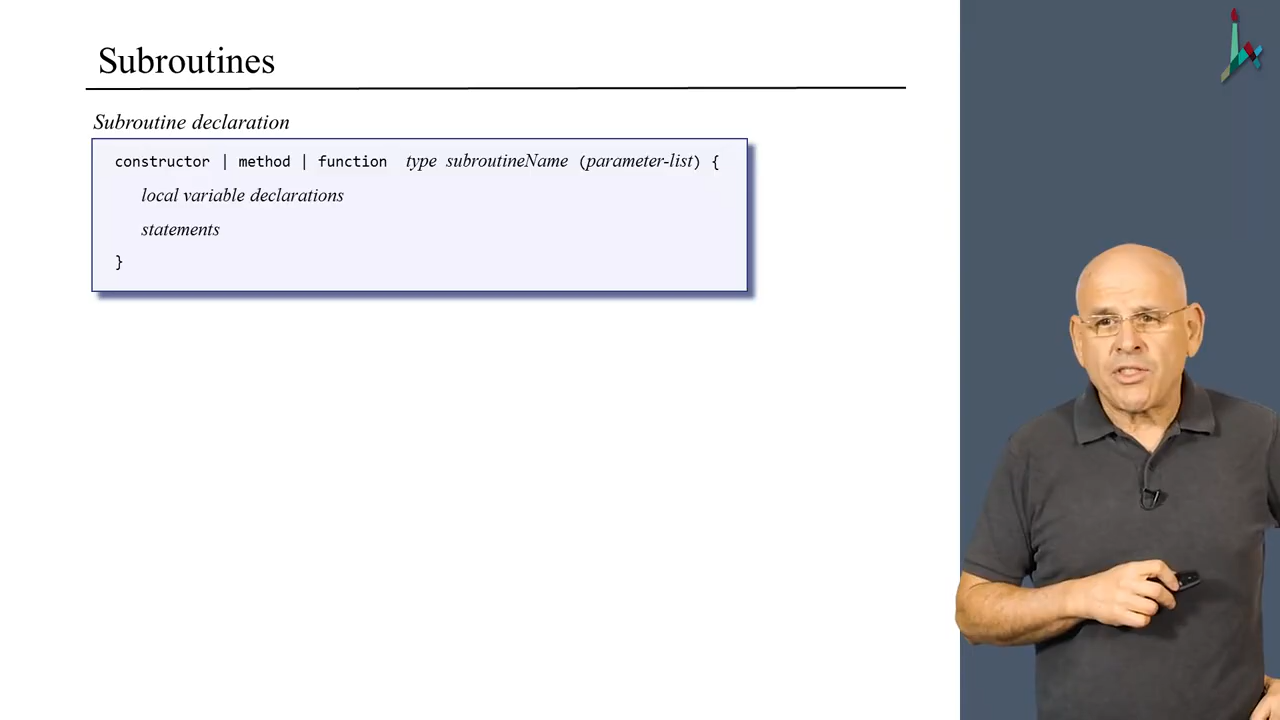 Subroutines
Subroutine declaration
constructor | method | function type subroutineName (parameter-list) {
local variable declarations
statements
}